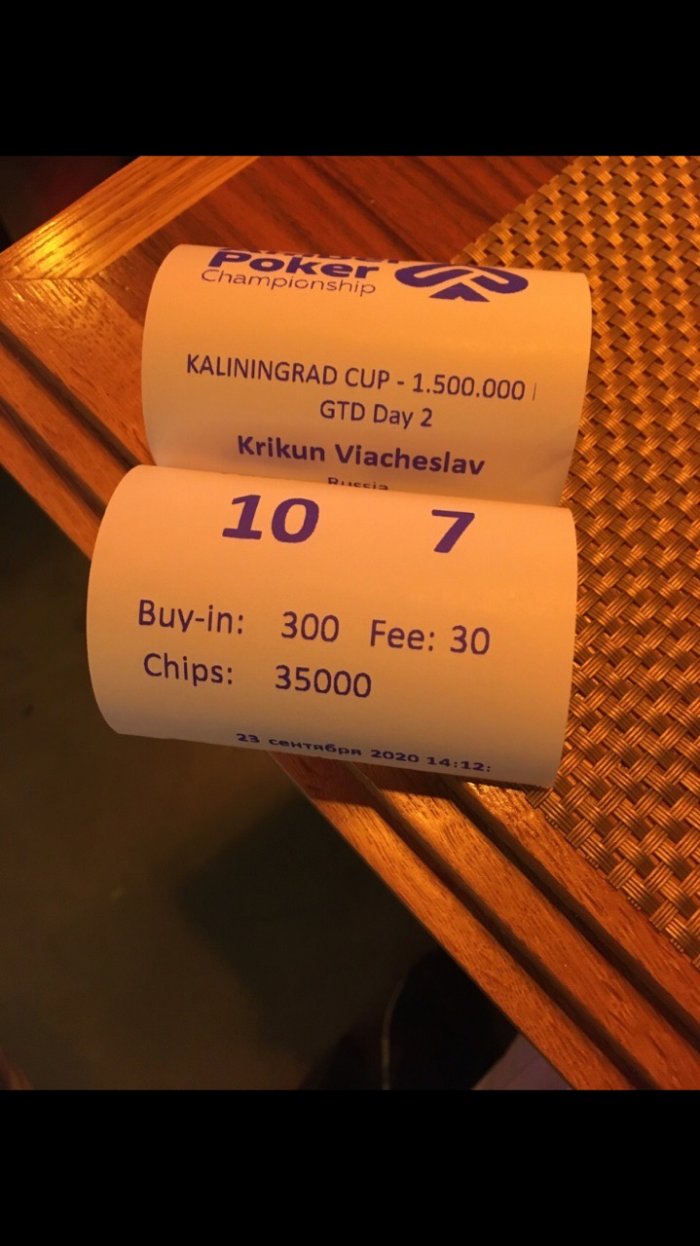 Poker
Championship
KALININGRAD CUP - 1.500.000
GTD Day 2
Krikun Viacheslav
Russia
10 7
Buy-in: 300 Fee: 30
Chips: 35000
23 сентября 2020 14:12: